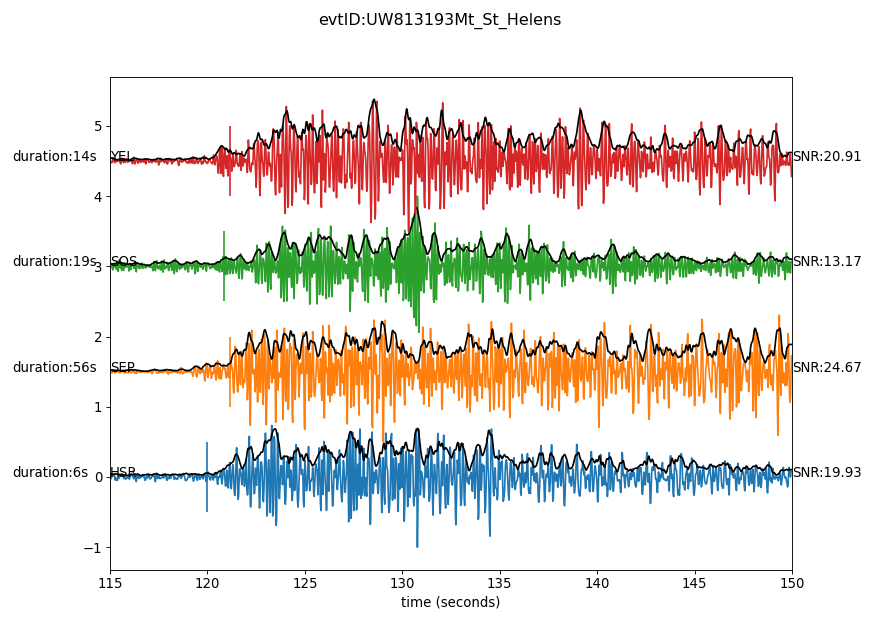 evtID:UW813193Mt_St_Helens
5
duration:14s YEL SNR:20.91
4
duration:19s SOS SNR:13.17
3
2
duration:56s SEP SNR:24.67
1
duration:6s HSR SNR:19.93
0
−1
115 120 125 130 135 140 145 150
time (seconds)